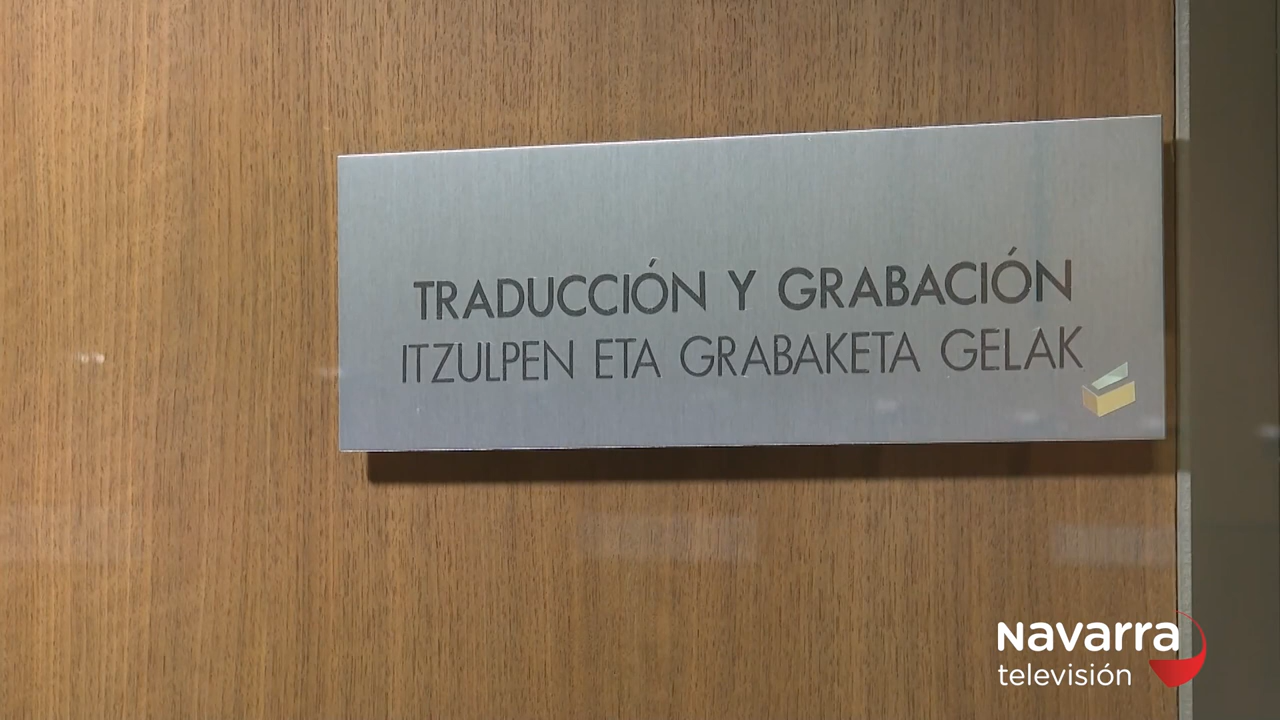 TRADUCCIÓN Y GRABACIÓN
ITZULPEN ETA GRABAKETA GELAK
Navarra
televisión